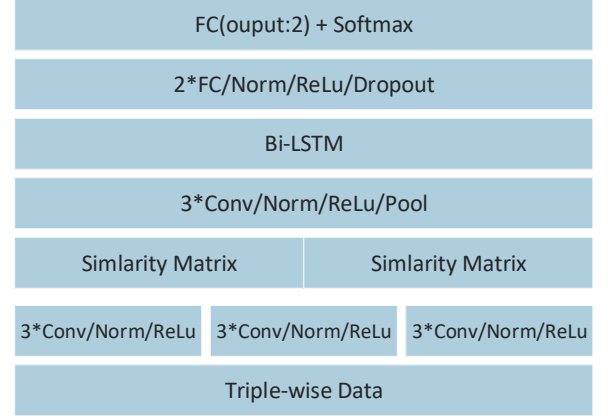 FC(ouput:2) + Softmax
2*FC/Norm/ReLu/Dropout
Bi-LSTM
3*Conv/Norm/ReLu/Pool
Simlarity Matrix Simlarity Matrix
3*Conv/Norm/ReLu 3*Conv/Norm/ReLu 3*Conv/Norm/ReLu
Triple-wise Data